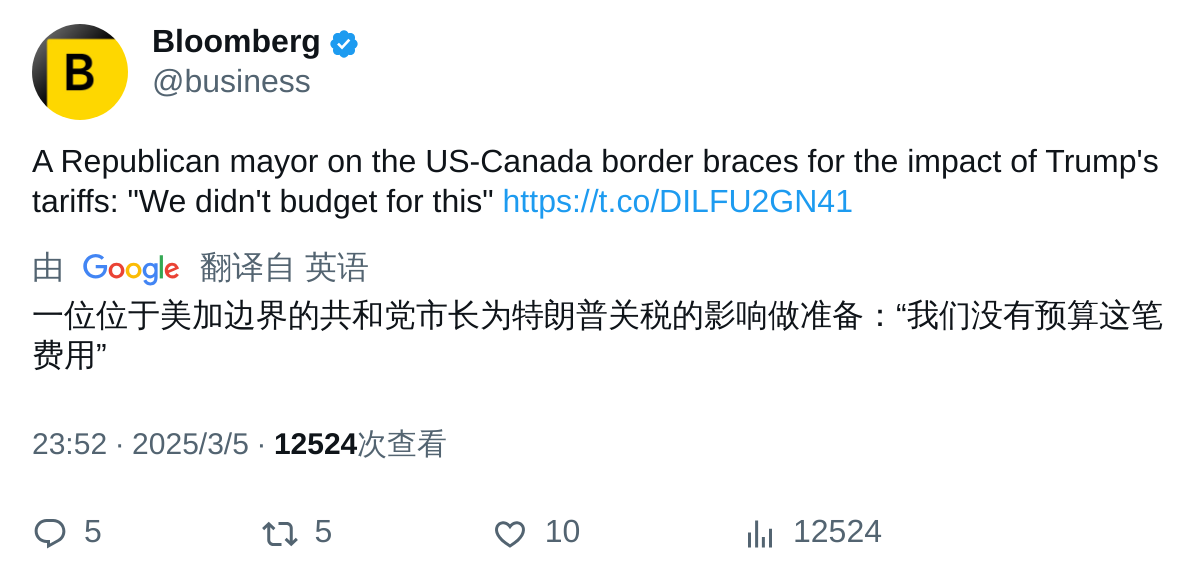 B
Bloomberg
@business
A Republican mayor on the US-Canada border braces for the impact of Trump's
tariffs: "We didn't budget for this" https://t.co/DILFU2GN41
由 Google 翻译自 英语
一位位于美加边界的共和党市长为特朗普关税的影响做准备：“我们没有预算这笔
费用”
23:52 · 2025/3/5 · 12524次查看
5 5 10 12524